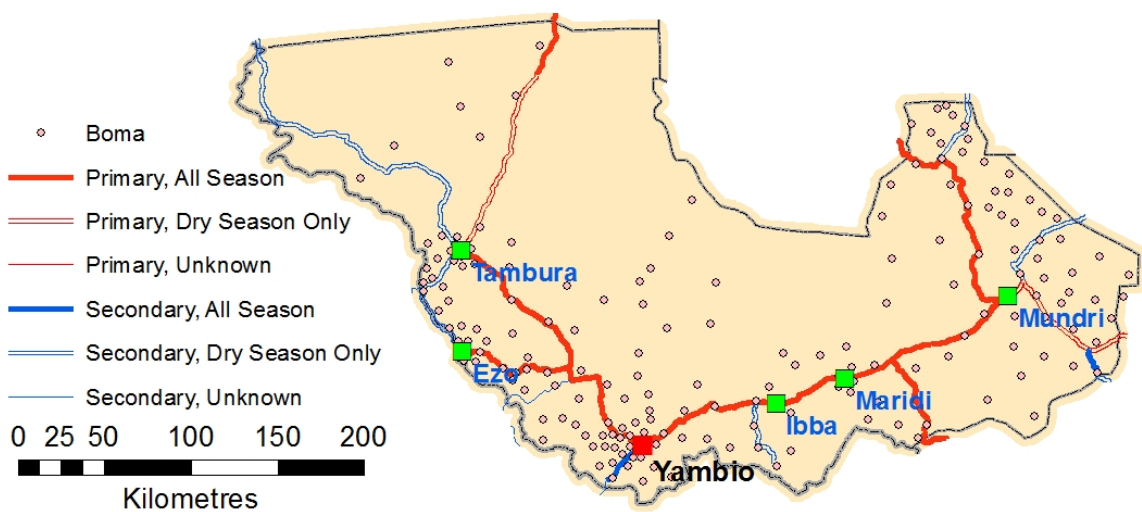 Boma
Primary, All Season
Primary, Dry Season Only
Primary, Unknown
Secondary, All Season
Secondary, Dry Season Only
Secondary, Unknown
0 25 50 100 150 200
Kilometres
Tambura
Ezo
Yambio
Ibba
Maridi
Mundri